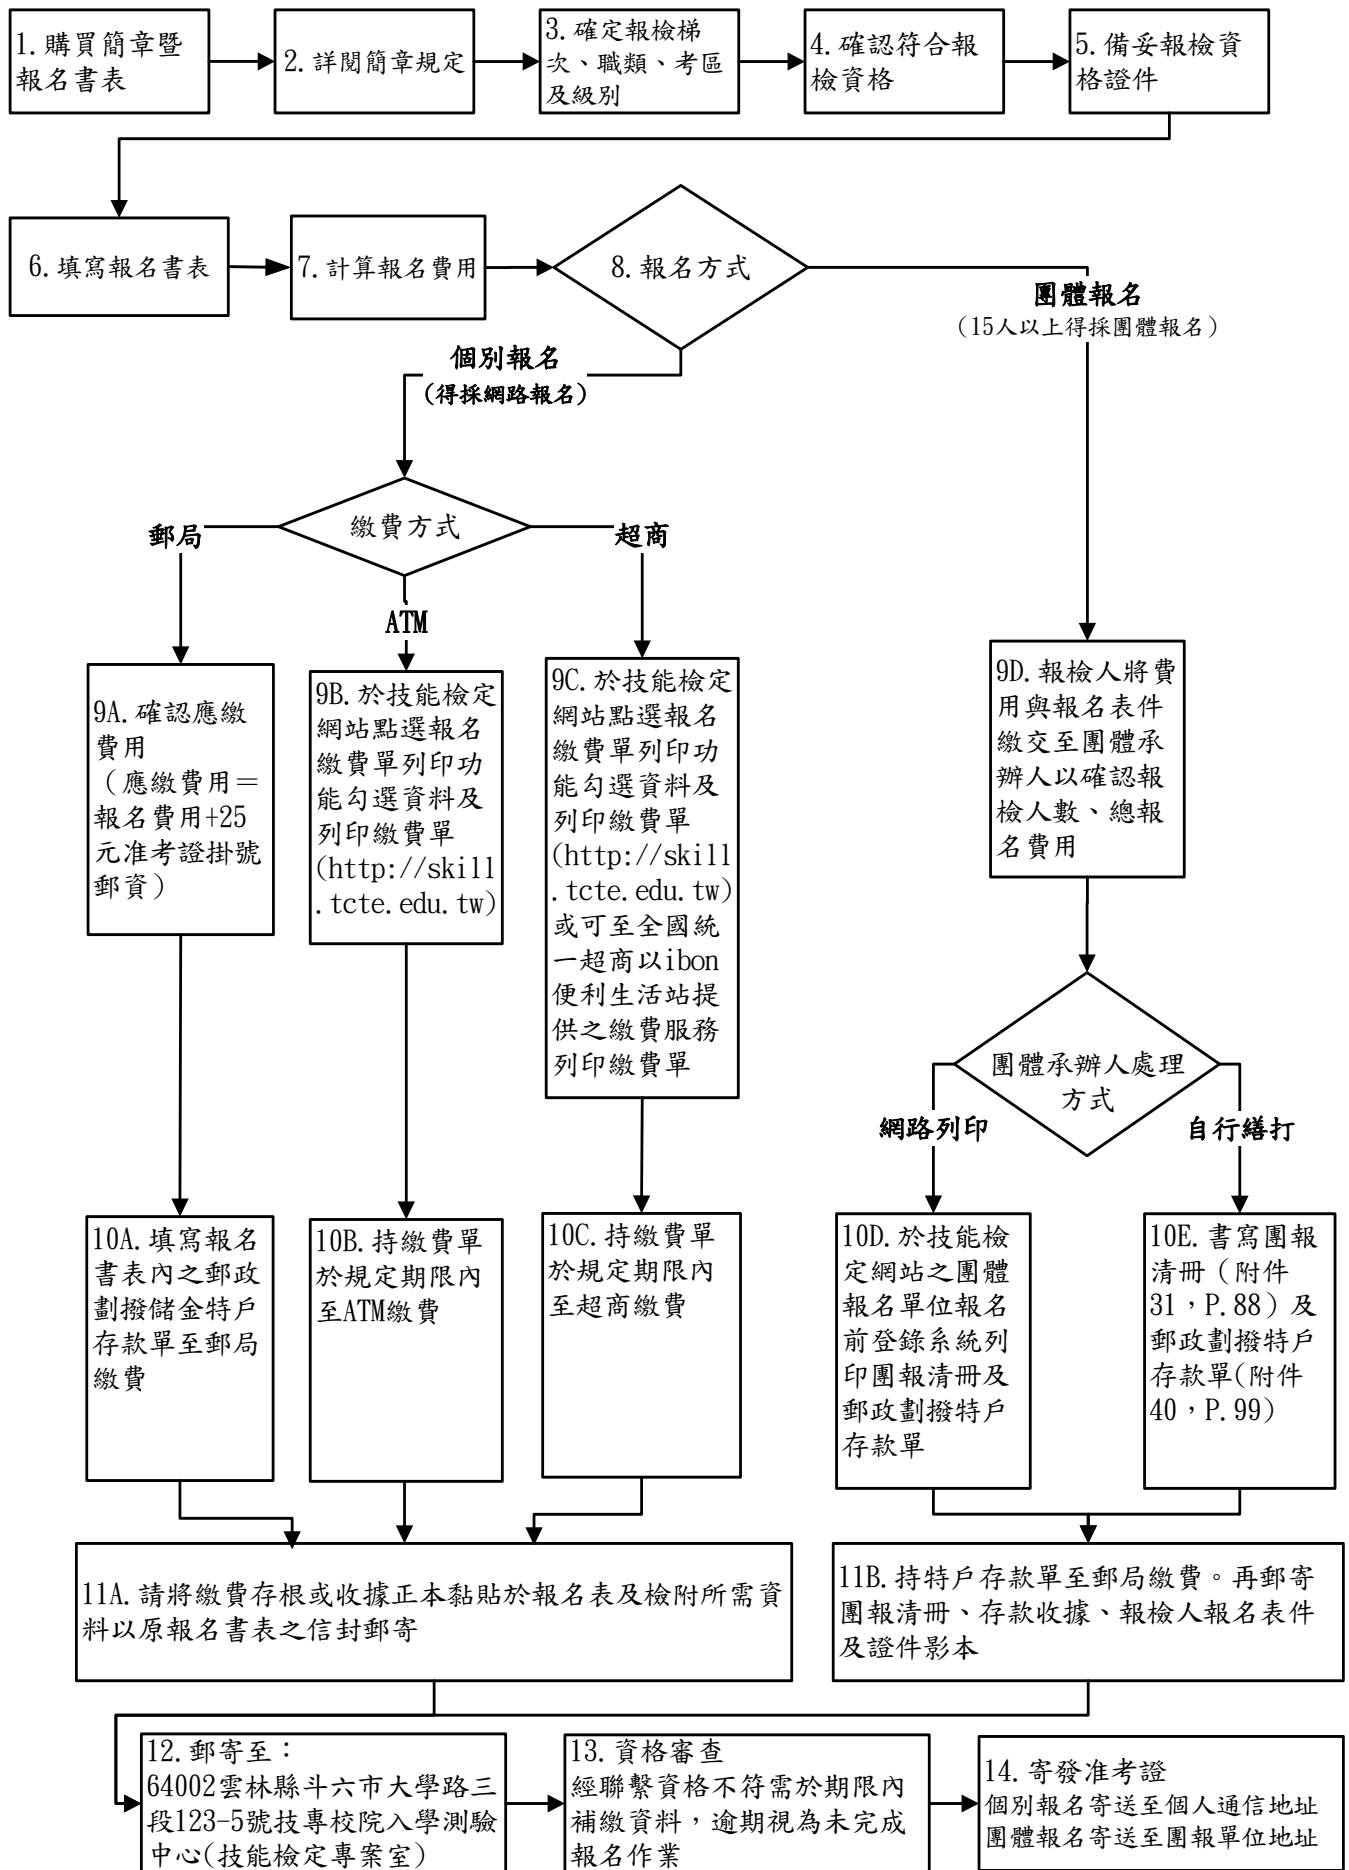 1.購買簡章暨
報名書表
2.詳閱簡章規定
3.確定報檢梯
次、職類、考區
及級別
4.確認符合報
檢資格
5.備妥報檢資
格證件
6.填寫報名書表
7.計算報名費用
8.報名方式
團體報名
（15人以上得採團體報名）
個別報名
(得採網路報名)
繳費方式
郵局
超商
ATM
9A.確認應繳
費用
（應繳費用＝
報名費用+25
元准考證掛號
郵資）
9B.於技能檢定
網站點選報名
繳費單列印功
能勾選資料及
列印繳費單
(http://skill
.tcte.edu.tw)
9C.於技能檢定
網站點選報名
繳費單列印功
能勾選資料及
列印繳費單
(http://skill
.tcte.edu.tw)
或可至全國統
一超商以ibon
便利生活站提
供之繳費服務
列印繳費單
9D.報檢人將費
用與報名表件
繳交至團體承
辦人以確認報
檢人數、總報
名費用
團體承辦人處理
方式
網路列印
自行繕打
10A.填寫報名
書表內之郵政
劃撥儲金特戶
存款單至郵局
繳費
10B.持繳費單
於規定期限內
至ATM繳費
10C.持繳費單
於規定期限內
至超商繳費
10D.於技能檢
定網站之團體
報名單位報名
前登錄系統列
印團報清冊及
郵政劃撥特戶
存款單
10E.書寫團報
清冊（附件
31，P.88）及
郵政劃撥特戶
存款單(附件
40，P.99)
11A.請將繳費存根或收據正本黏貼於報名表及檢附所需資
料以原報名書表之信封郵寄
11B.持特戶存款單至郵局繳費。再郵寄
團報清冊、存款收據、報檢人報名表件
及證件影本
12.郵寄至：
64002雲林縣斗六市大學路三
段123-5號技專校院入學測驗
中心(技能檢定專案室)
13.資格審查
經聯繫資格不符需於期限內
補繳資料，逾期視為未完成
報名作業
14.寄發准考證
個別報名寄送至個人通信地址
團體報名寄送至團報單位地址